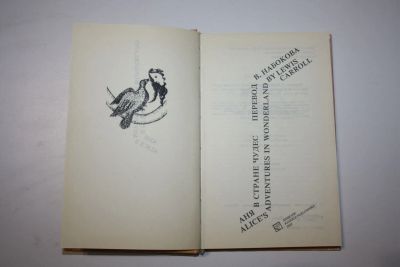 АНЯ В СТРАНЕ ЧУДЕС ПЕРЕВОД В. НАБОКОВА
ALICE'S ADVENTURES IN WONDERLAND BY LEWIS
CARROLL